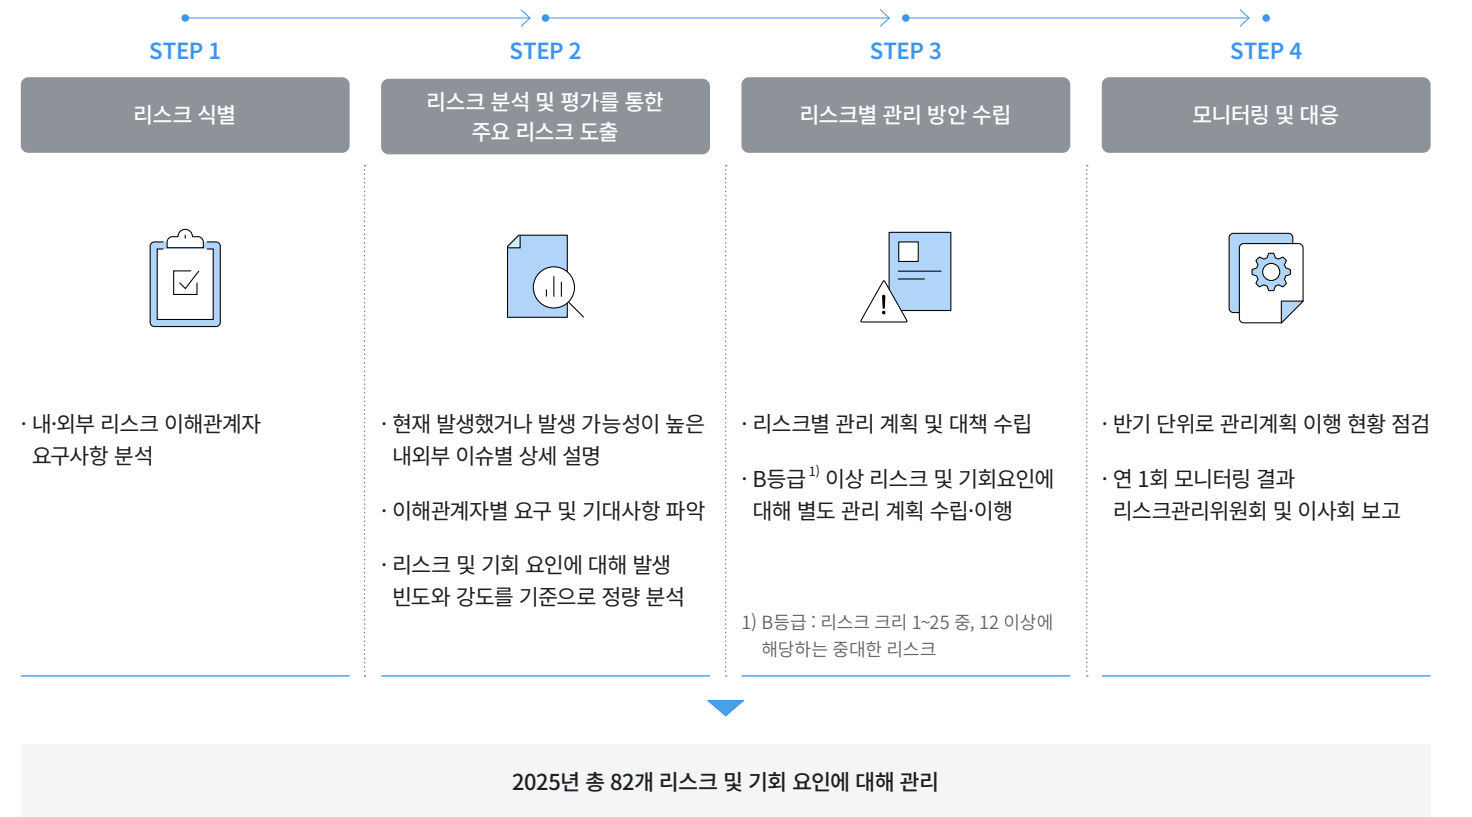 STEP 1
리스크 식별
· 내·외부 리스크 이해관계자
요구사항 분석
STEP 2
리스크 분석 및 평가를 통한
주요 리스크 도출
· 현재 발생했거나 발생 가능성이 높은
내외부 이슈별 상세 설명
· 이해관계자별 요구 및 기대사항 파악
· 리스크 및 기회 요인에 대해 발생
빈도와 강도를 기준으로 정량 분석
STEP 3
리스크별 관리 방안 수립
· 리스크별 관리 계획 및 대책 수립
· B등급1) 이상 리스크 및 기회요인에
대해 별도 관리 계획 수립·이행
1) B등급 : 리스크 크리 1~25 중, 12 이상에
해당하는 중대한 리스크
STEP 4
모니터링 및 대응
· 반기 단위로 관리계획 이행 현황 점검
· 연 1회 모니터링 결과
리스크관리위원회 및 이사회 보고
2025년 총 82개 리스크 및 기회 요인에 대해 관리